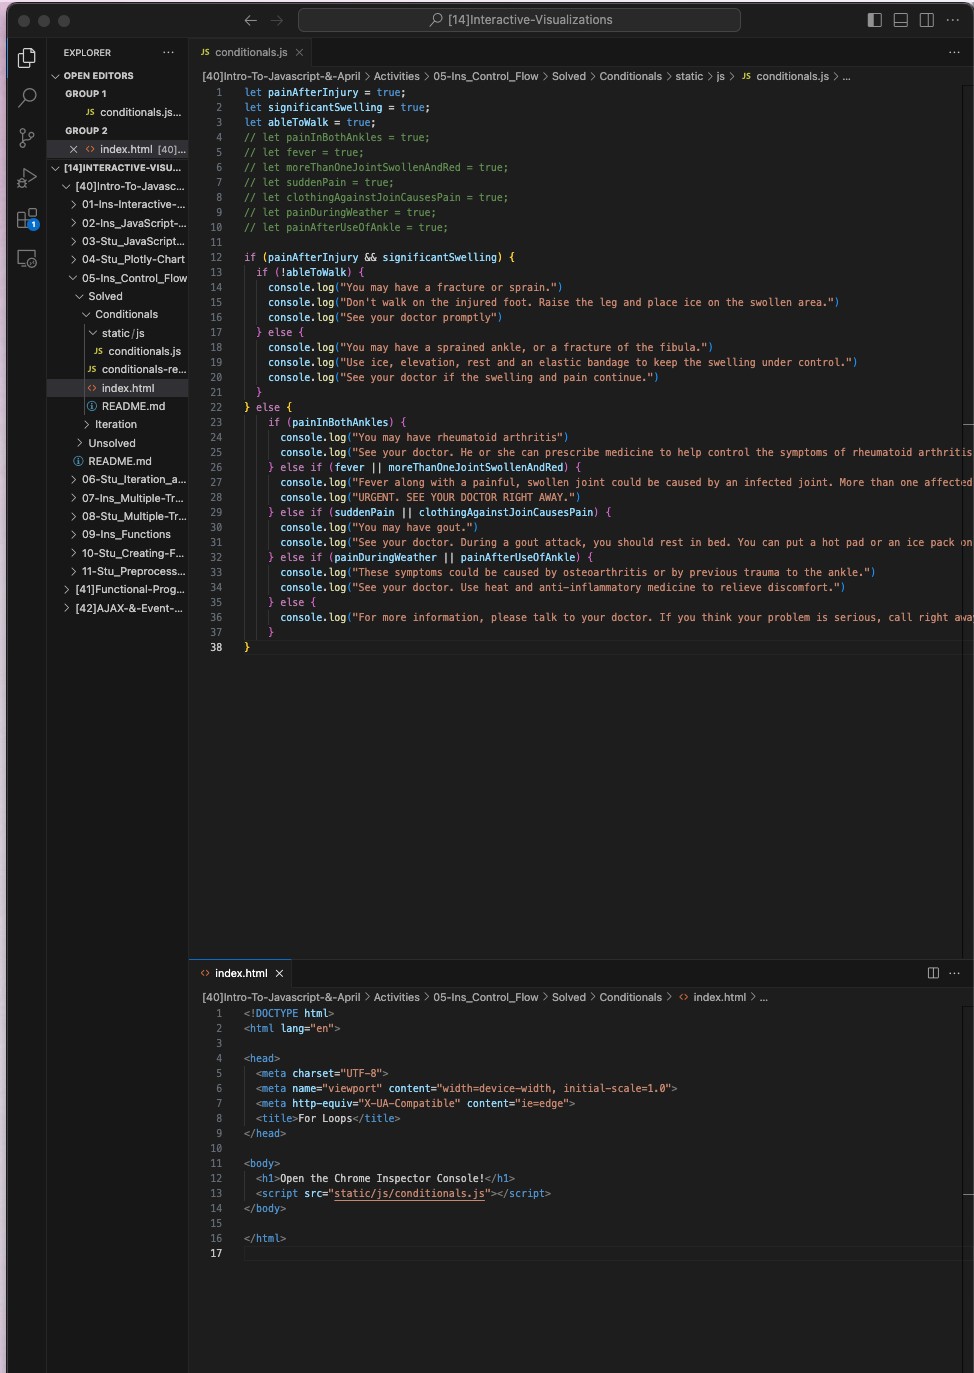 [14]Interactive-Visualizations
EXPLORER
OPEN EDITORS
GROUP 1
JS conditionals.js...
GROUP 2
index.html [40]...
[14]INTERACTIVE-VISU...
[40]Intro-To-Javasc...
01-Ins-Interactive-...
02-Ins_JavaScript-...
03-Stu_JavaScript...
04-Stu_Plotly-Chart
05-Ins_Control_Flow
Solved
Conditionals
static/js
JS conditionals.js
JS conditionals-re...
index.html
README.md
Iteration
Unsolved
README.md
06-Stu_Iteration_a...
07-Ins_Multiple-Tr...
08-Stu_Multiple-Tr...
09-Ins_Functions
10-Stu_Creating-F...
11-Stu_Preprocess...
[41]Functional-Prog...
[42]AJAX-&-Event-...
1
JS conditionals.js
[40]Intro-To-Javascript-&-April > Activities > 05-Ins_Control_Flow > Solved > Conditionals > static > js > JS conditionals.js > ...
1 let painAfterInjury = true;
2 let significantSwelling = true;
3 let ableToWalk = true;
4 // let painInBothAnkles = true;
5 // let fever = true;
6 // let moreThanOneJointSwollenAndRed = true;
7 // let suddenPain = true;
8 // let clothingAgainstJoinCausesPain = true;
9 // let painDuringWeather = true;
10 // let painAfterUseOfAnkle = true;
11
12 if (painAfterInjury && significantSwelling) {
13 if (!ableToWalk) {
14 console.log("You may have a fracture or sprain.")
15 console.log("Don't walk on the injured foot. Raise the leg and place ice on the swollen area.")
16 console.log("See your doctor promptly")
17 } else {
18 console.log("You may have a sprained ankle, or a fracture of the fibula.")
19 console.log("Use ice, elevation, rest and an elastic bandage to keep the swelling under control.")
20 console.log("See your doctor if the swelling and pain continue.")
21 }
22 } else {
23 if (painInBothAnkles) {
24 console.log("You may have rheumatoid arthritis")
25 console.log("See your doctor. He or she can prescribe medicine to help control the symptoms of rheumatoid arthritis
26 } else if (fever || moreThanOneJointSwollenAndRed) {
27 console.log("Fever along with a painful, swollen joint could be caused by an infected joint. More than one affected
28 console.log("URGENT. SEE YOUR DOCTOR RIGHT AWAY.")
29 } else if (suddenPain || clothingAgainstJoinCausesPain) {
30 console.log("You may have gout.")
31 console.log("See your doctor. During a gout attack, you should rest in bed. You can put a hot pad or an ice pack on
32 } else if (painDuringWeather || painAfterUseOfAnkle) {
33 console.log("These symptoms could be caused by osteoarthritis or by previous trauma to the ankle.")
34 console.log("See your doctor. Use heat and anti-inflammatory medicine to relieve discomfort.")
35 } else {
36 console.log("For more information, please talk to your doctor. If you think your problem is serious, call right awa
37 }
38 }
index.html
[40]Intro-To-Javascript-&-April > Activities > 05-Ins_Control_Flow > Solved > Conditionals > index.html > ...
1 <!DOCTYPE html>
2 <html lang="en">
3
4 <head>
5 <meta charset="UTF-8">
6 <meta name="viewport" content="width=device-width, initial-scale=1.0">
7 <meta http-equiv="X-UA-Compatible" content="ie=edge">
8 <title>For Loops</title>
9 </head>
10
11 <body>
12 <h1>Open the Chrome Inspector Console!</h1>
13 <script src="static/js/conditionals.js"></script>
14 </body>
15
16 </html>
17